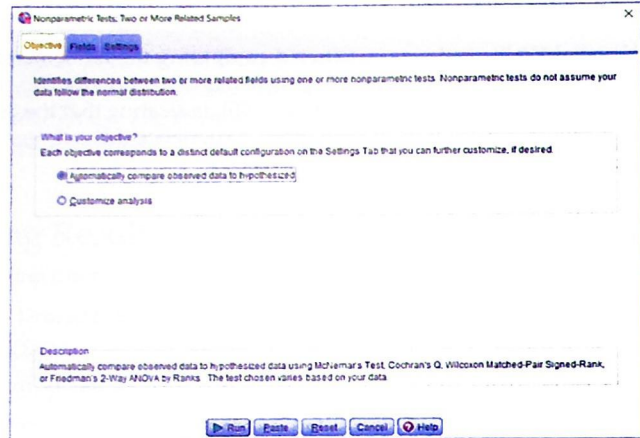 Nonparametric Tests: Two or More Related Samples
Objective Fields Settings
Identifies differences between two or more related fields using one or more nonparametric tests. Nonparametric tests do not assume your
data follow the normal distribution.
What is your objective?
Each objective corresponds to a distinct default configuration on the Settings Tab that you can further customize, if desired.
Automatically compare observed data to hypothesized
Customize analysis
Description
Automatically compare observed data to hypothesized data using McNemar's Test, Cochran's Q, Wilcoxon Matched-Pair Signed-Rank,
or Friedman's 2-Way ANOVA by Ranks. The test chosen varies based on your data.
Run Paste Reset Cancel Help